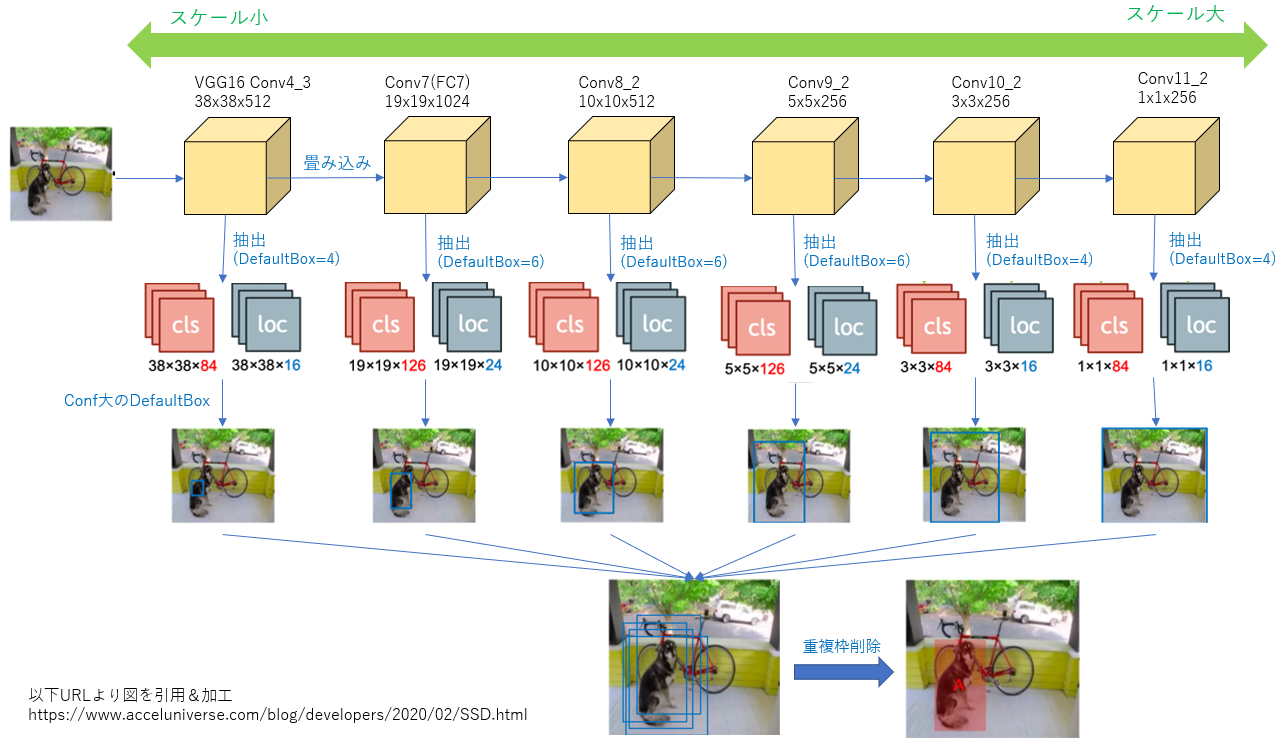 スケール小
スケール大
VGG16 Conv4_3
38x38x512
Conv7(FC7)
19x19x1024
Conv8_2
10x10x512
Conv9_2
5x5x256
Conv10_2
3x3x256
Conv11_2
1x1x256
畳み込み
抽出
(DefaultBox=4)
抽出
(DefaultBox=6)
抽出
(DefaultBox=6)
抽出
(DefaultBox=6)
抽出
(DefaultBox=4)
抽出
(DefaultBox=4)
cls
loc
cls
loc
cls
loc
cls
loc
cls
loc
cls
loc
38×38×84
38×38×16
19×19×126
19×19×24
10×10×126
10×10×24
5×5×126
5×5×24
3×3×84
3×3×16
1×1×84
1×1×16
Conf大のDefaultBox
重複枠削除
A
以下URLより図を引用＆加工
https://www.acceluniverse.com/blog/developers/2020/02/SSD.html